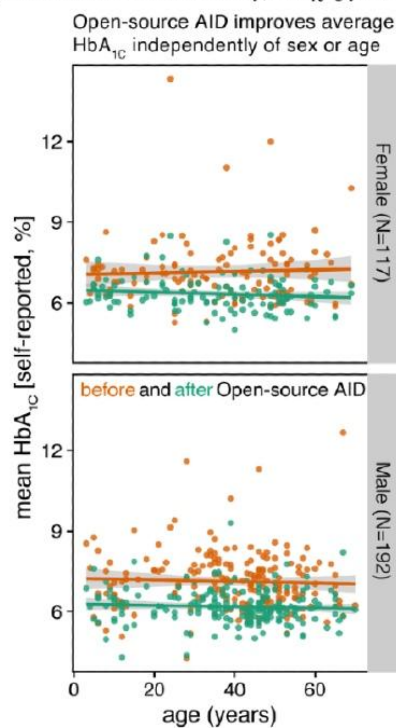 Open-source AID improves average
HbA1C independently of sex or age
12
9
6
Female (N=117)
mean HbA1C [self-reported, %]
before and after Open-source AID
12
9
6
Male (N=192)
0 20 40 60
age (years)